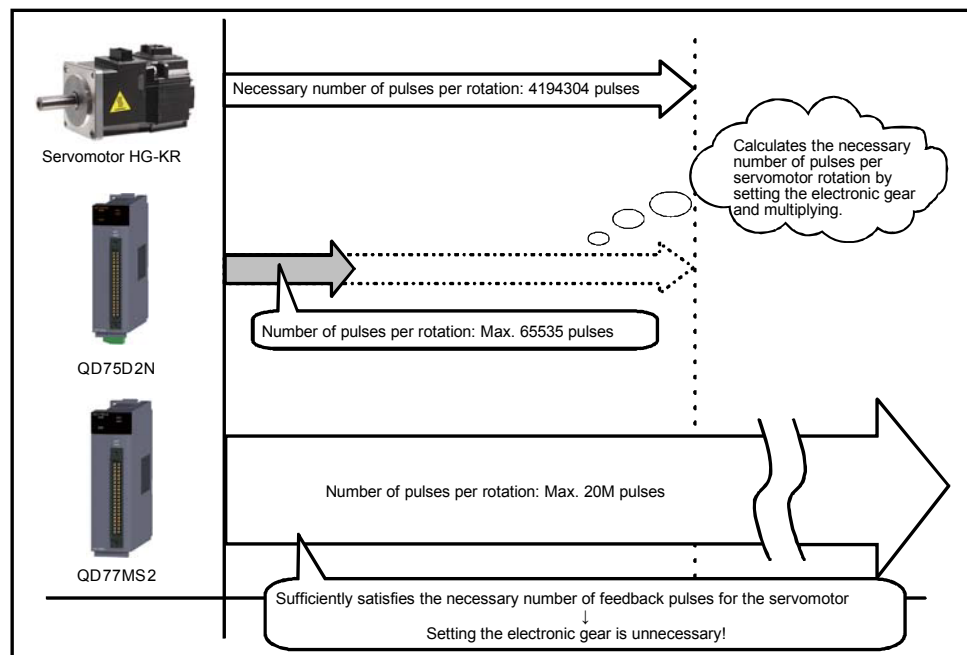 Necessary number of pulses per rotation: 4194304 pulses
Servomotor HG-KR
Calculates the necessary
number of pulses per
servomotor rotation by
setting the electronic gear
and multiplying.
Number of pulses per rotation: Max. 65535 pulses
QD75D2N
Number of pulses per rotation: Max. 20M pulses
QD77MS2
Sufficiently satisfies the necessary number of feedback pulses for the servomotor
↓
Setting the electronic gear is unnecessary!